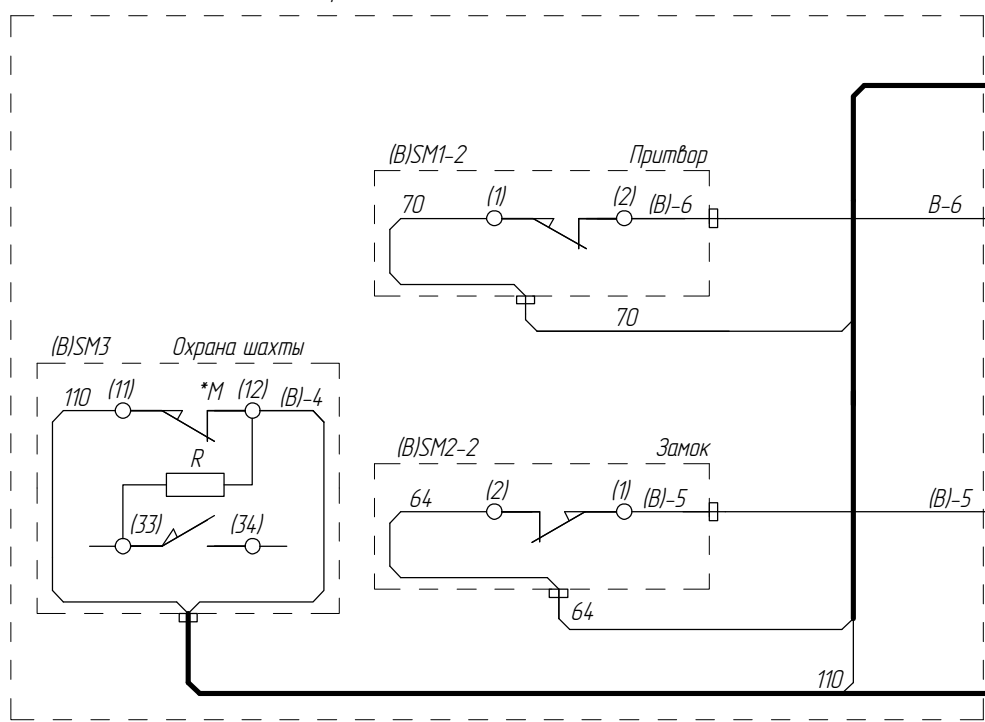 (В)SM1-2 Притвор
70 (1) (2) (В)-6 В-6
70
(В)SM3 Охрана шахты
110 (11) *М (12) (В)-4
R
(33) (34)
(В)SM2-2 Замок
64 (2) (1) (В)-5 (В)-5
64
110